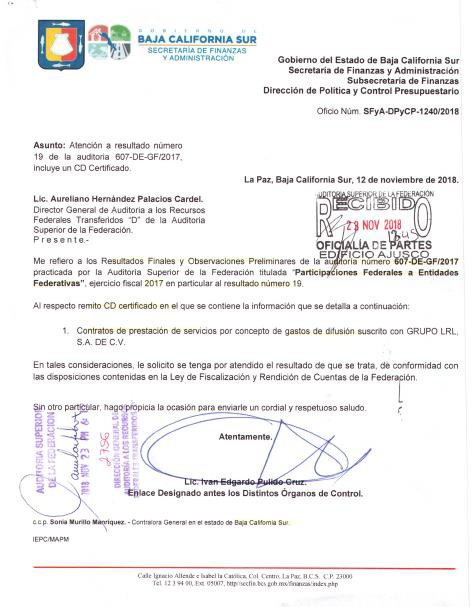 GOBIERNO DE
BAJA CALIFORNIA SUR
SECRETARÍA DE FINANZAS
Y ADMINISTRACIÓN
Gobierno del Estado de Baja California Sur
Secretaría de Finanzas y Administración
Subsecretaría de Finanzas
Dirección de Política y Control Presupuestario
Oficio Núm. SFyA-DPyCP-1240/2018
Asunto: Atención a resultado número
19 de la auditoria 607-DE-GF/2017,
incluye un CD Certificado.
La Paz, Baja California Sur, 12 de noviembre de 2018.
Lic. Aureliano Hernández Palacios Cardel.
Director General de Auditoria a los Recursos
Federales Transferidos "D" de la Auditoría
Superior de la Federación.
P r e s e n t e.-
AUDITORIA SUPERIOR DE LA FEDERACIÓN
RECIBIDO
23 NOV 2018
OFICIALIA DE PARTES
EDIFICIO AJUSCO
Me refiero a los Resultados Finales y Observaciones Preliminares de la auditoría número 607-DE-GF/2017
practicada por la Auditoría Superior de la Federación titulada "Participaciones Federales a Entidades
Federativas", ejercicio fiscal 2017 en particular al resultado número 19.
Al respecto remito CD certificado en el que se contiene la información que se detalla a continuación:
1. Contratos de prestación de servicios por concepto de gastos de difusión suscrito con GRUPO LRL,
S.A. DE C.V.
En tales consideraciones, le solicito se tenga por atendido el resultado de que se trata, de conformidad con
las disposiciones contenidas en la Ley de Fiscalización y Rendición de Cuentas de la Federación.
Sin otro particular, hago propicia la ocasión para enviarle un cordial y respetuoso saludo.
AUDITORIA SUPERIOR
DE LA FEDERACION
2018 NOV 23 PM
2756
DIRECCIÓN GENERAL DE
AUDITORÍA A LOS RECURSOS
Atentamente.
Lic. Ivan Edgardo Pulido Cruz.
Enlace Designado antes los Distintos Órganos de Control.
c.c.p. Sonia Murillo Manríquez. - Contralora General en el estado de Baja California Sur.
IEPC/MAPM
Calle Ignacio Allende e Isabel la Católica, Col. Centro, La Paz, B.C.S. C.P. 23000
Tel. 12 3 94 00, Ext. 05007, http//secfin.bcs.gob.mx/finanzas/index.php